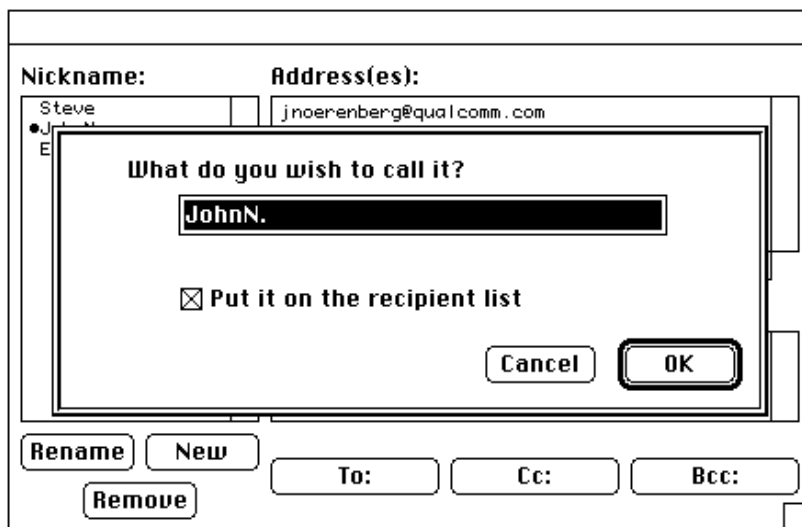 Nickname:
Address(es):
Steve
jnoerenberg@qualcomm.com
What do you wish to call it?
JohnN.
Put it on the recipient list
Cancel
OK
Rename
New
To:
Cc:
Bcc:
Remove